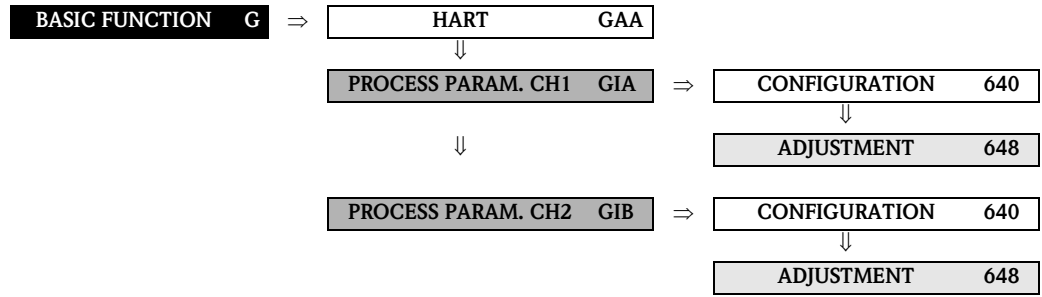 BASIC FUNCTION G ⇒ HART GAA
⇓
PROCESS PARAM. CH1 GIA ⇒ CONFIGURATION 640
⇓
⇓ ADJUSTMENT 648
PROCESS PARAM. CH2 GIB ⇒ CONFIGURATION 640
⇓
ADJUSTMENT 648